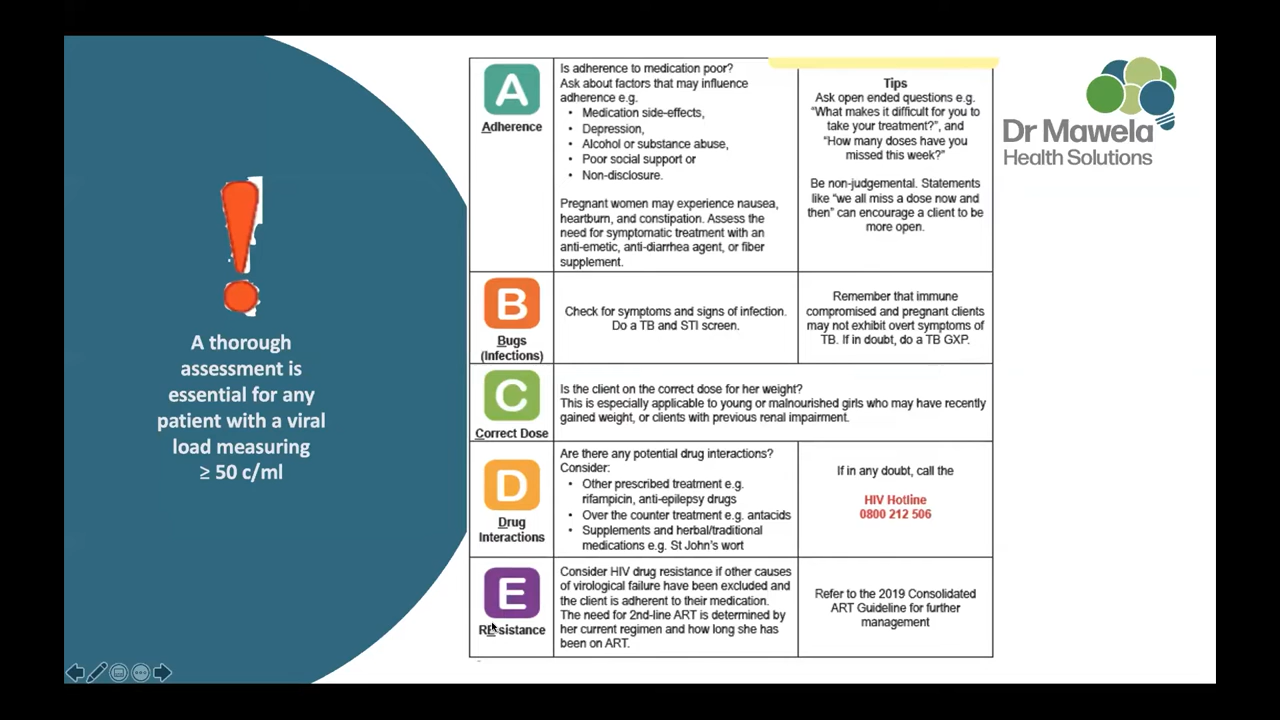 A thorough
assessment is
essential for any
patient with a viral
load measuring
≥ 50 c/ml
A
Adherence
Is adherence to medication poor?
Ask about factors that may influence
adherence e.g.
• Medication side-effects,
• Depression,
• Alcohol or substance abuse,
• Poor social support or
• Non-disclosure.
Pregnant women may experience nausea,
heartburn, and constipation. Assess the
need for symptomatic treatment with an
anti-emetic, anti-diarrhea agent, or fiber
supplement.
Tips
Ask open ended questions e.g.
“What makes it difficult for you to
take your treatment?”, and
“How many doses have you
missed this week?”
Be non-judgemental. Statements
like “we all miss a dose now and
then” can encourage a client to be
more open.
B
Bugs
(Infections)
Check for symptoms and signs of infection.
Do a TB and STI screen.
Remember that immune
compromised and pregnant clients
may not exhibit overt symptoms of
TB. If in doubt, do a TB GXP.
C
Correct Dose
Is the client on the correct dose for her weight?
This is especially applicable to young or malnourished girls who may have recently
gained weight, or clients with previous renal impairment.
D
Drug
Interactions
Are there any potential drug interactions?
Consider:
• Other prescribed treatment e.g.
rifampicin, anti-epilepsy drugs
• Over the counter treatment e.g. antacids
• Supplements and herbal/traditional
medications e.g. St John’s wort
If in any doubt, call the
HIV Hotline
0800 212 506
E
REsistance
Consider HIV drug resistance if other causes
of virological failure have been excluded and
the client is adherent to their medication.
The need for 2nd-line ART is determined by
her current regimen and how long she has
been on ART.
Refer to the 2019 Consolidated
ART Guideline for further
management
Dr Mawela
Health Solutions